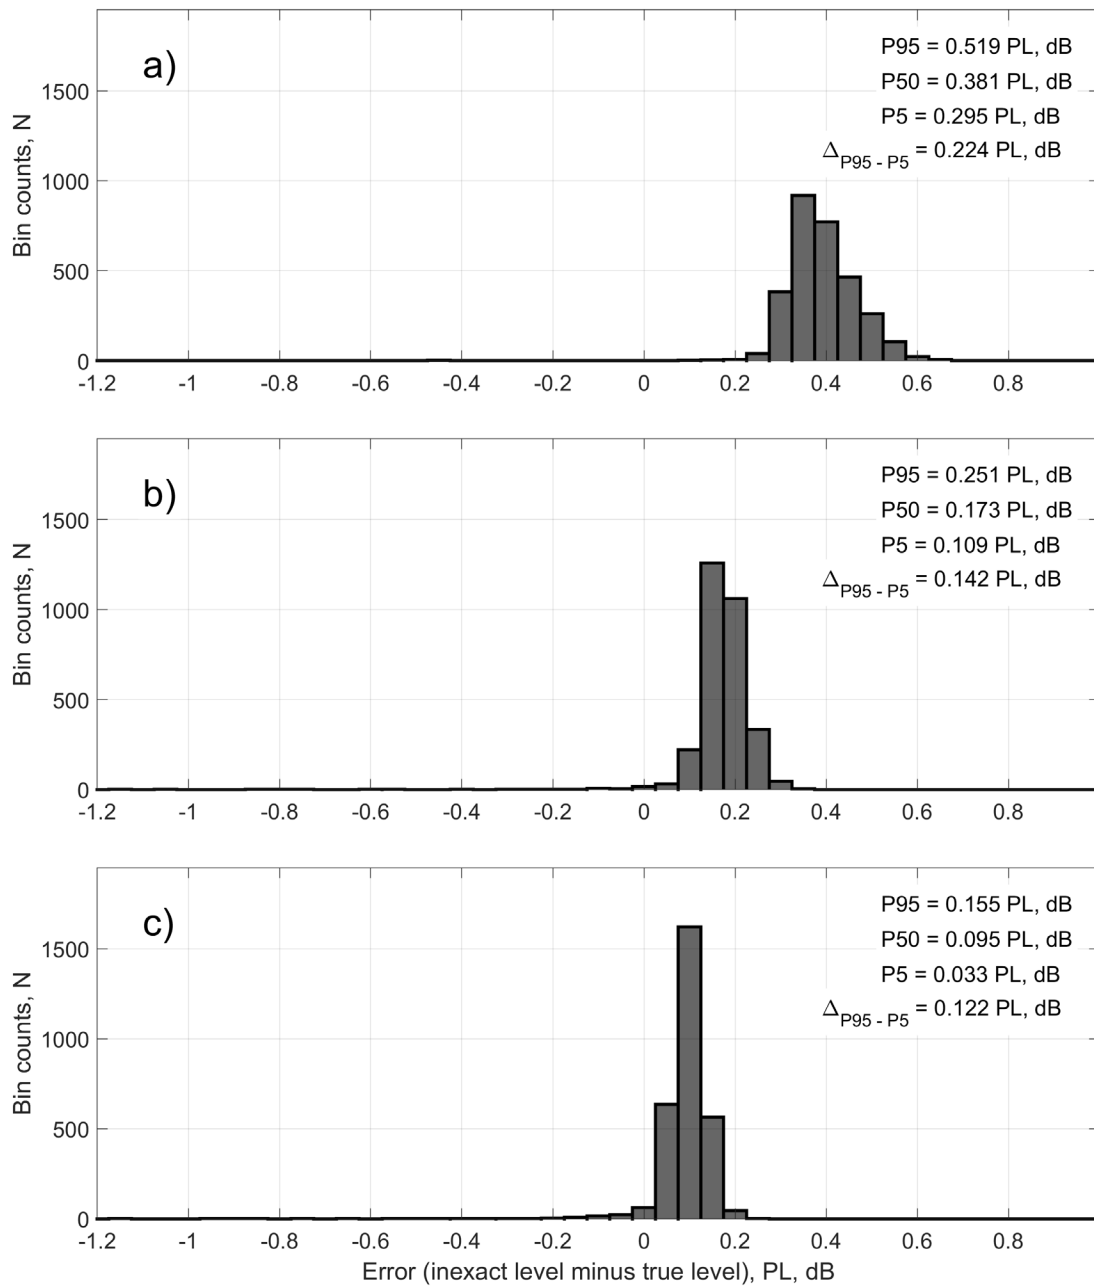 a)
P95 = 0.519 PL, dB
P50 = 0.381 PL, dB
P5 = 0.295 PL, dB
Δ P95 - P5 = 0.224 PL, dB
Bin counts, N
1500
1000
500
0
-1.2 -1 -0.8 -0.6 -0.4 -0.2 0 0.2 0.4 0.6 0.8
b)
P95 = 0.251 PL, dB
P50 = 0.173 PL, dB
P5 = 0.109 PL, dB
Δ P95 - P5 = 0.142 PL, dB
Bin counts, N
1500
1000
500
0
-1.2 -1 -0.8 -0.6 -0.4 -0.2 0 0.2 0.4 0.6 0.8
c)
P95 = 0.155 PL, dB
P50 = 0.095 PL, dB
P5 = 0.033 PL, dB
Δ P95 - P5 = 0.122 PL, dB
Bin counts, N
1500
1000
500
0
-1.2 -1 -0.8 -0.6 -0.4 -0.2 0 0.2 0.4 0.6 0.8
Error (inexact level minus true level), PL, dB